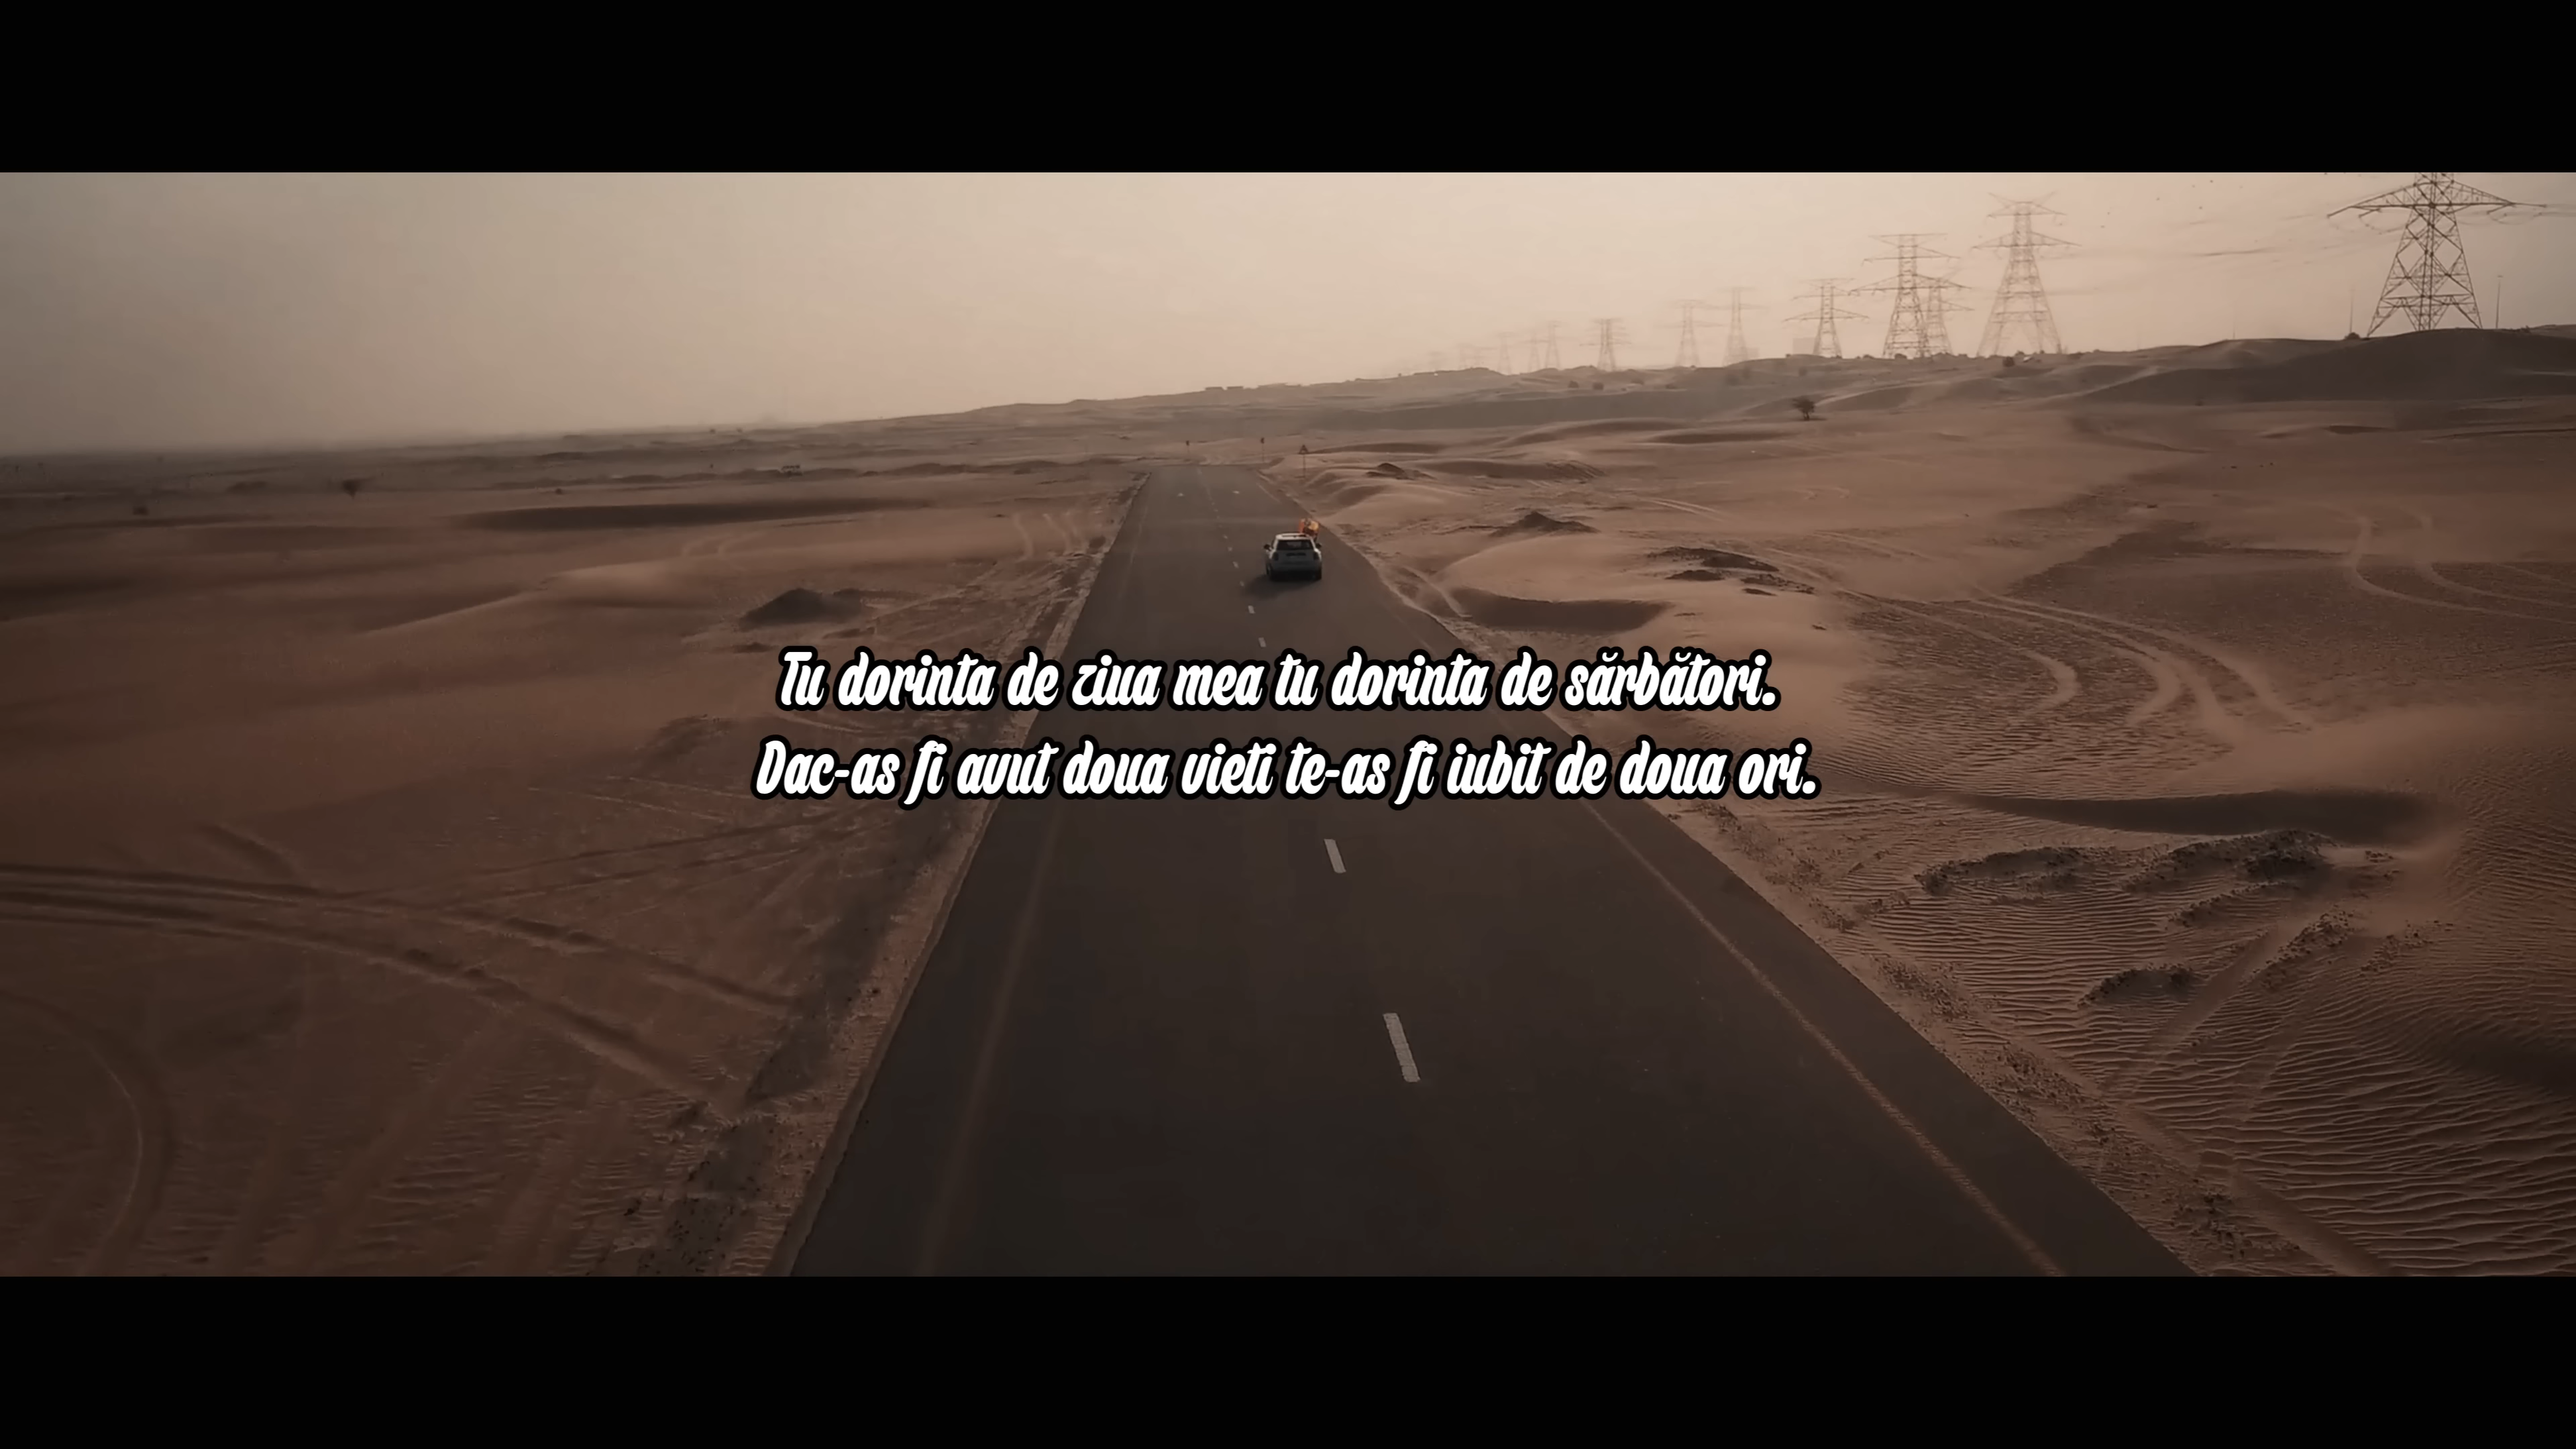 Tu dorinta de ziua mea tu dorinta de sărbători.
Dac-as fi avut doua vieti te-as fi iubit de doua ori.